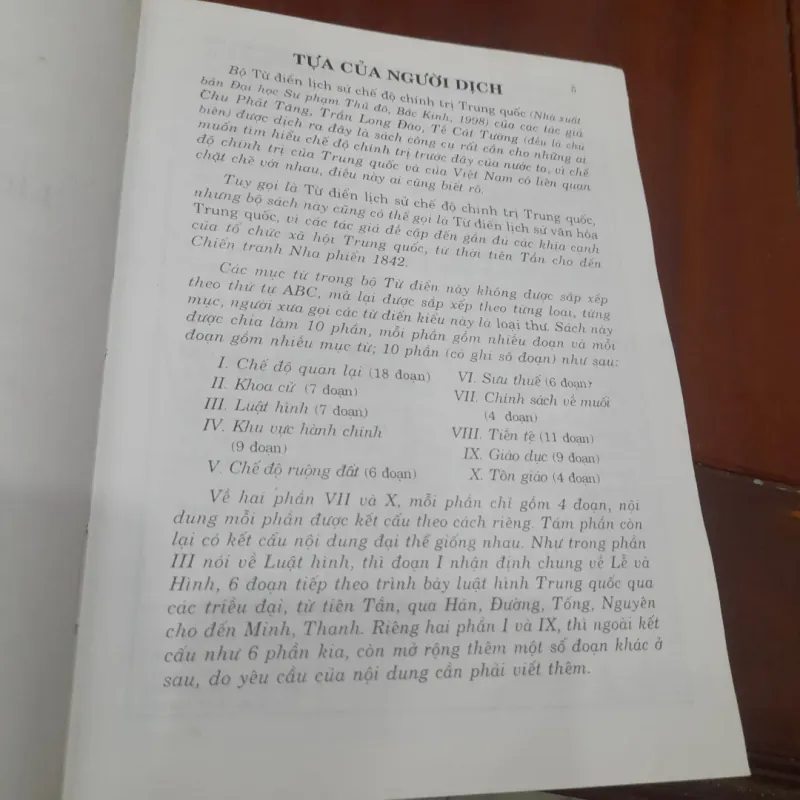 TỰA CỦA NGƯỜI DỊCH
5
Bộ Từ điển lịch sử chế độ chính trị Trung quốc (Nhà xuất
bản Đại học Sư phạm Thủ đô, Bắc Kinh, 1998) của các tác giả
Chu Phát Tăng, Trần Long Đào, Tề Cát Tường (đều là chủ
biên) được dịch ra đây là sách công cụ rất cần cho những ai
muốn tìm hiểu chế độ chính trị trước đây của nước ta, vì chế
độ chính trị của Trung quốc và của Việt Nam có liên quan
chặt chẽ với nhau, điều này ai cũng biết rõ.
Tuy gọi là Từ điển lịch sử chế độ chính trị Trung quốc,
nhưng bộ sách này cũng có thể gọi là Từ điển lịch sử văn hóa
Trung quốc, vì các tác giả đề cập đến gần đủ các khía cạnh
của tổ chức xã hội Trung quốc, từ thời tiên Tần cho đến
Chiến tranh Nha phiến 1842.
Các mục từ trong bộ Từ điển này không được sắp xếp
theo thứ tự ABC, mà lại được sắp xếp theo từng loại, từng
mục, người xưa gọi các từ điển kiểu này là loại thư. Sách này
được chia làm 10 phần, mỗi phần gồm nhiều đoạn và mỗi
đoạn gồm nhiều mục từ; 10 phần (có ghi số đoạn) như sau:
I. Chế độ quan lại (18 đoạn)
II. Khoa cử (7 đoạn)
III. Luật hình (7 đoạn)
IV. Khu vực hành chính
(9 đoạn)
V. Chế độ ruộng đất (6 đoạn)
VI. Sưu thuế (6 đoạn)
VII. Chính sách về muối
(4 đoạn)
VIII. Tiền tệ (11 đoạn)
IX. Giáo dục (9 đoạn)
X. Tôn giáo (4 đoạn)
Về hai phần VII và X, mỗi phần chỉ gồm 4 đoạn, nội
dung mỗi phần được kết cấu theo cách riêng. Tám phần còn
lại có kết cấu nội dung đại thể giống nhau. Như trong phần
III nói về Luật hình, thì đoạn I nhận định chung về Lễ và
Hình, 6 đoạn tiếp theo trình bày luật hình Trung quốc qua
các triều đại, từ tiên Tần, qua Hán, Đường, Tống, Nguyên
cho đến Minh, Thanh. Riêng hai phần I và IX, thì ngoài kết
cấu như 6 phần kia, còn mở rộng thêm một số đoạn khác ở
sau, do yêu cầu của nội dung cần phải viết thêm.